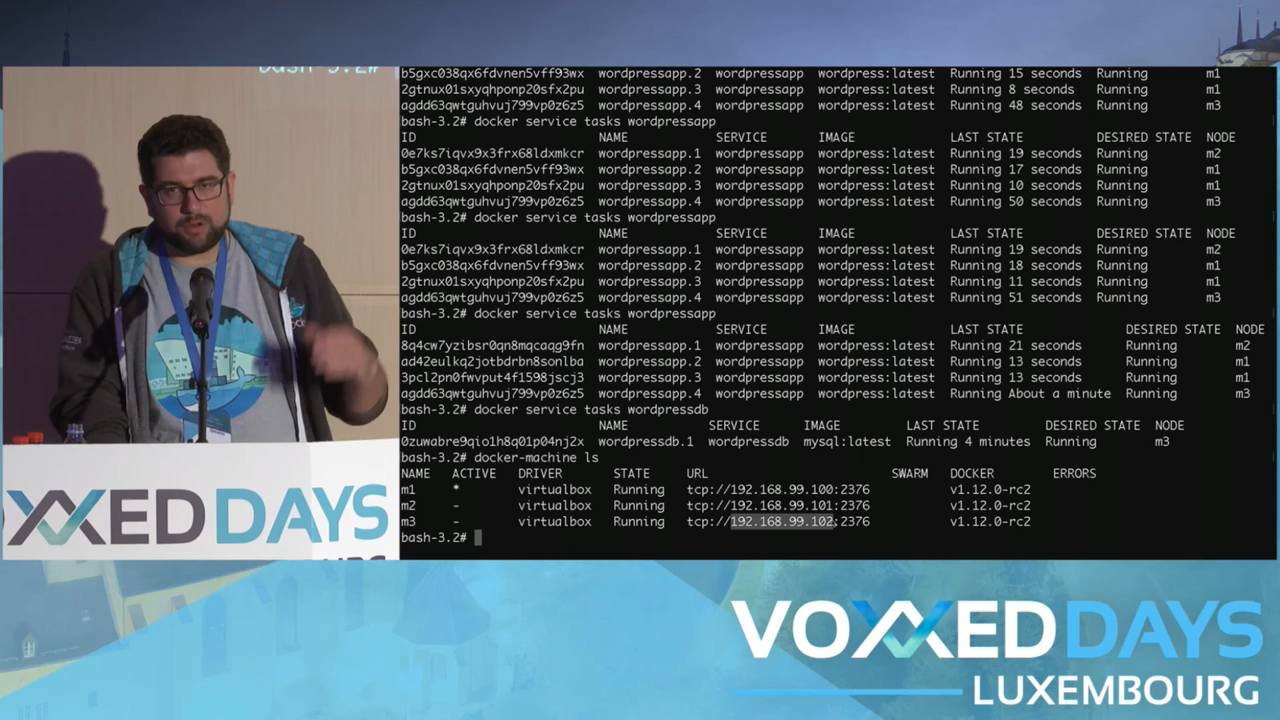 bash-3.2#
b5gxc038qx6fdvnen5vff93wx wordpressapp.2 wordpressapp wordpress:latest Running 15 seconds Running m1
2gtnux01sxyqhponp20sfx2pu wordpressapp.3 wordpressapp wordpress:latest Running 8 seconds Running m1
agdd63qwtguhvuj799vp0z6z5 wordpressapp.4 wordpressapp wordpress:latest Running 48 seconds Running m3
bash-3.2# docker service tasks wordpressapp
ID NAME SERVICE IMAGE LAST STATE DESIRED STATE NODE
0e7ks7iqvx9x3frx68ldxmkcr wordpressapp.1 wordpressapp wordpress:latest Running 19 seconds Running m2
b5gxc038qx6fdvnen5vff93wx wordpressapp.2 wordpressapp wordpress:latest Running 17 seconds Running m1
2gtnux01sxyqhponp20sfx2pu wordpressapp.3 wordpressapp wordpress:latest Running 10 seconds Running m1
agdd63qwtguhvuj799vp0z6z5 wordpressapp.4 wordpressapp wordpress:latest Running 50 seconds Running m3
bash-3.2# docker service tasks wordpressapp
ID NAME SERVICE IMAGE LAST STATE DESIRED STATE NODE
0e7ks7iqvx9x3frx68ldxmkcr wordpressapp.1 wordpressapp wordpress:latest Running 19 seconds Running m2
b5gxc038qx6fdvnen5vff93wx wordpressapp.2 wordpressapp wordpress:latest Running 18 seconds Running m1
2gtnux01sxyqhponp20sfx2pu wordpressapp.3 wordpressapp wordpress:latest Running 11 seconds Running m1
agdd63qwtguhvuj799vp0z6z5 wordpressapp.4 wordpressapp wordpress:latest Running 51 seconds Running m3
bash-3.2# docker service tasks wordpressapp
ID NAME SERVICE IMAGE LAST STATE DESIRED STATE NODE
8q4cw7yzibsr0qn8mqcaqg9fn wordpressapp.1 wordpressapp wordpress:latest Running 21 seconds Running m2
ad42eulkq2jotbdrbn8sonlba wordpressapp.2 wordpressapp wordpress:latest Running 13 seconds Running m1
3pcl2pn0fwvput4f1598jscj3 wordpressapp.3 wordpressapp wordpress:latest Running 13 seconds Running m1
agdd63qwtguhvuj799vp0z6z5 wordpressapp.4 wordpressapp wordpress:latest Running About a minute Running m3
bash-3.2# docker service tasks wordpressdb
ID NAME SERVICE IMAGE LAST STATE DESIRED STATE NODE
0zuwabre9qio1h8q01p04nj2x wordpressdb.1 wordpressdb mysql:latest Running 4 minutes Running m3
bash-3.2# docker-machine ls
NAME ACTIVE DRIVER STATE URL SWARM DOCKER ERRORS
m1 * virtualbox Running tcp://192.168.99.100:2376 v1.12.0-rc2
m2 - virtualbox Running tcp://192.168.99.101:2376 v1.12.0-rc2
m3 - virtualbox Running tcp://192.168.99.102:2376 v1.12.0-rc2
bash-3.2#
OXXED DAYS
VOXXED DAYS
LUXEMBOURG